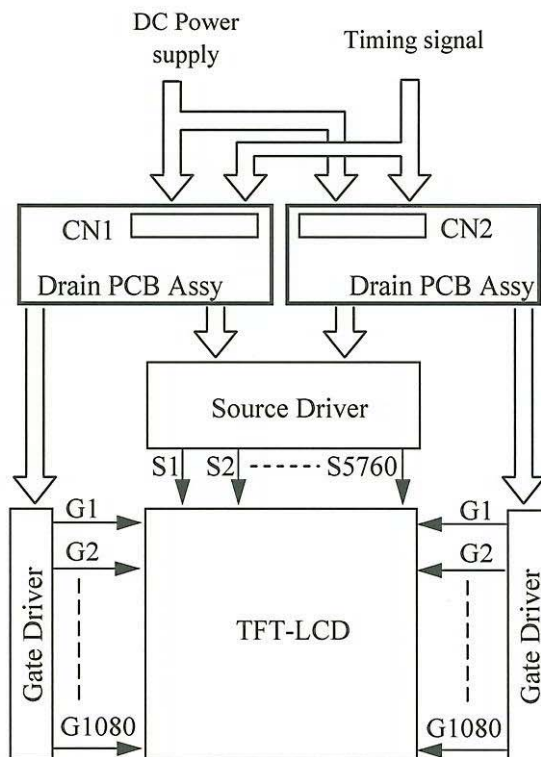 DC Power
supply
Timing signal
CN1
CN2
Drain PCB Assy
Drain PCB Assy
Source Driver
S1
S2
S5760
G1
G1
G2
G2
Gate Driver
TFT-LCD
Gate Driver
G1080
G1080